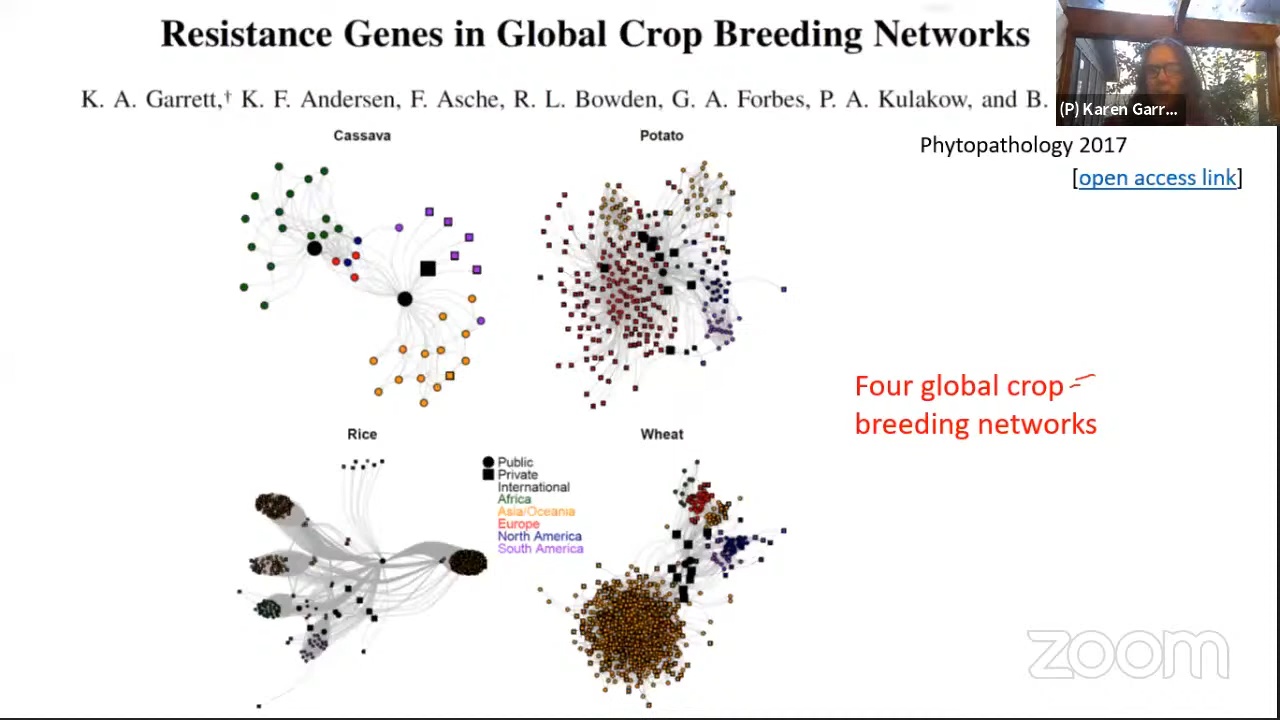 Resistance Genes in Global Crop Breeding Networks
K. A. Garrett,† K. F. Andersen, F. Asche, R. L. Bowden, G. A. Forbes, P. A. Kulakow, and B.
(P) Karen Garr...
Phytopathology 2017
[open access link]
Cassava
Potato
Four global crop
breeding networks
Rice
Wheat
Public
Private
International
Africa
Asia/Oceania
Europe
North America
South America
zoom